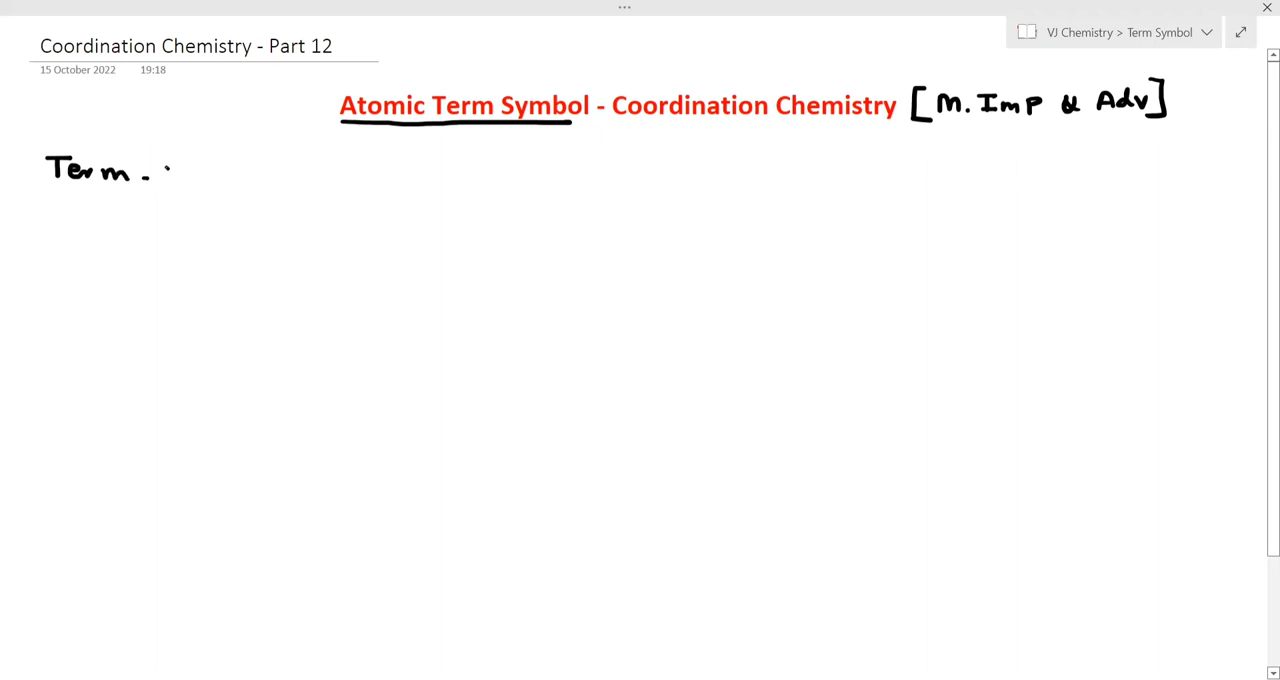 Coordination Chemistry - Part 12
VJ Chemistry > Term Symbol
15 October 2022 19:18
Atomic Term Symbol - Coordination Chemistry [M. Imp & Adv]
Term -